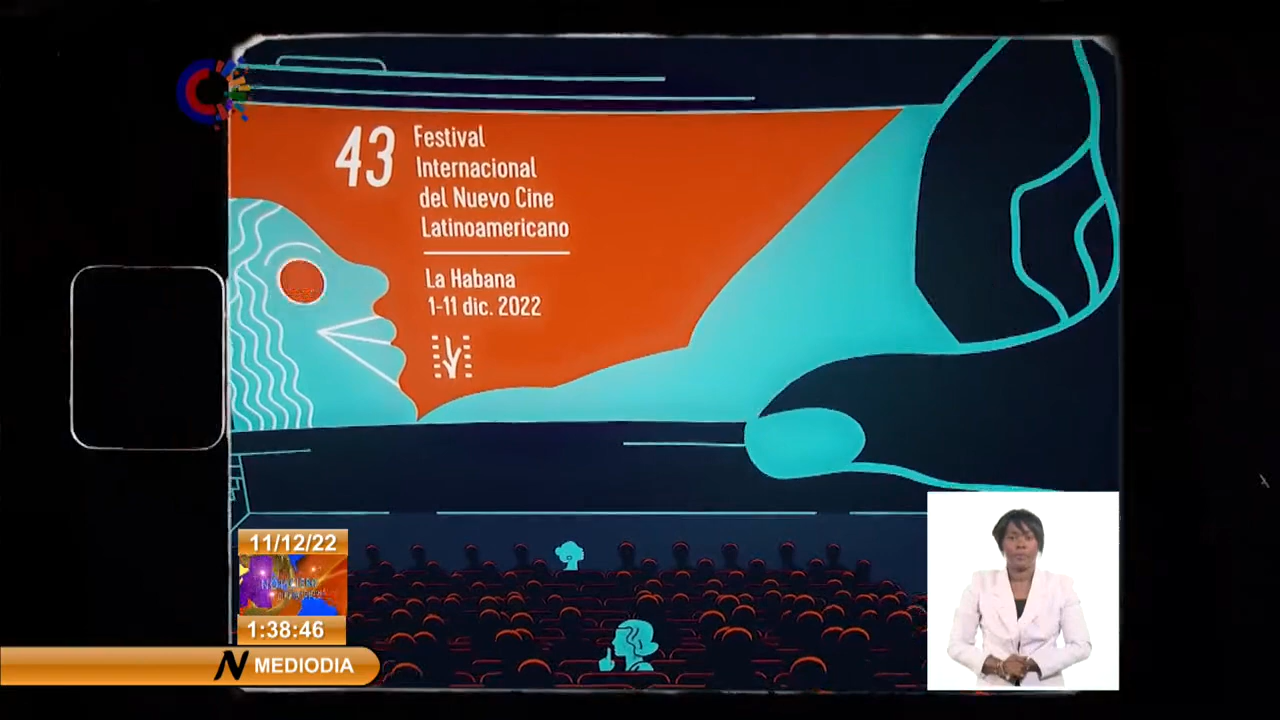 43
Festival
Internacional
del Nuevo Cine
Latinoamericano
La Habana
1-11 dic. 2022
11/12/22
1:38:46
N MEDIODIA